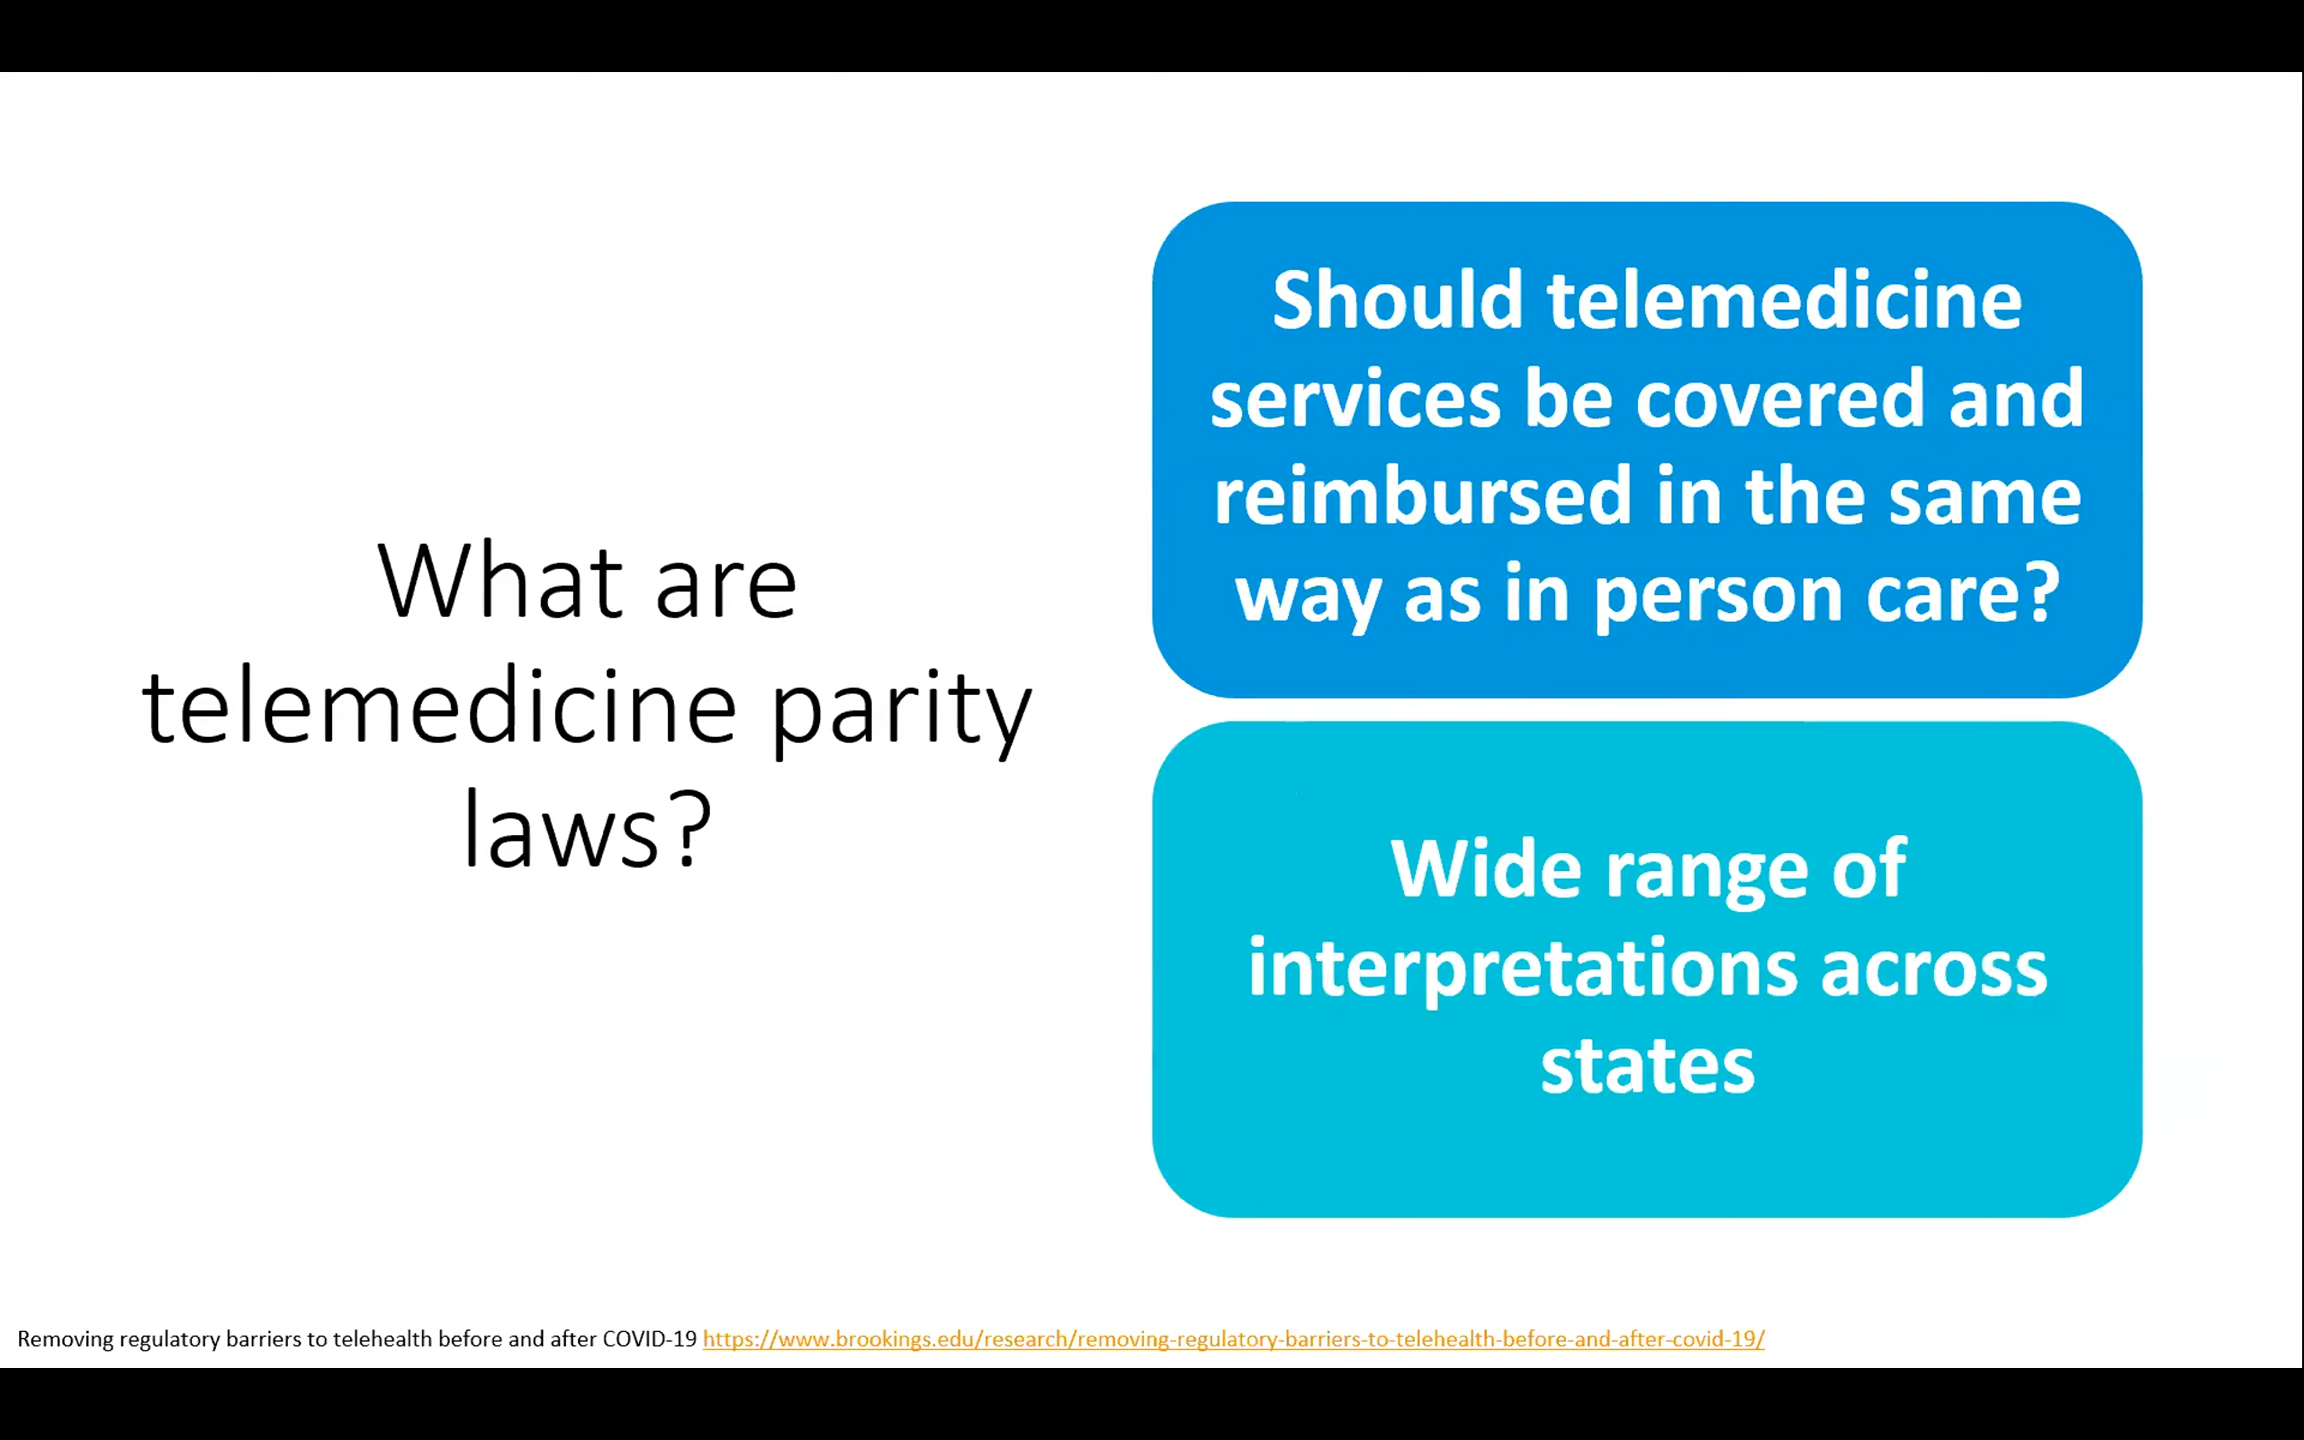 What are
telemedicine parity
laws?
Should telemedicine
services be covered and
reimbursed in the same
way as in person care?
Wide range of
interpretations across
states
Removing regulatory barriers to telehealth before and after COVID-19 https://www.brookings.edu/research/removing-regulatory-barriers-to-telehealth-before-and-after-covid-19/